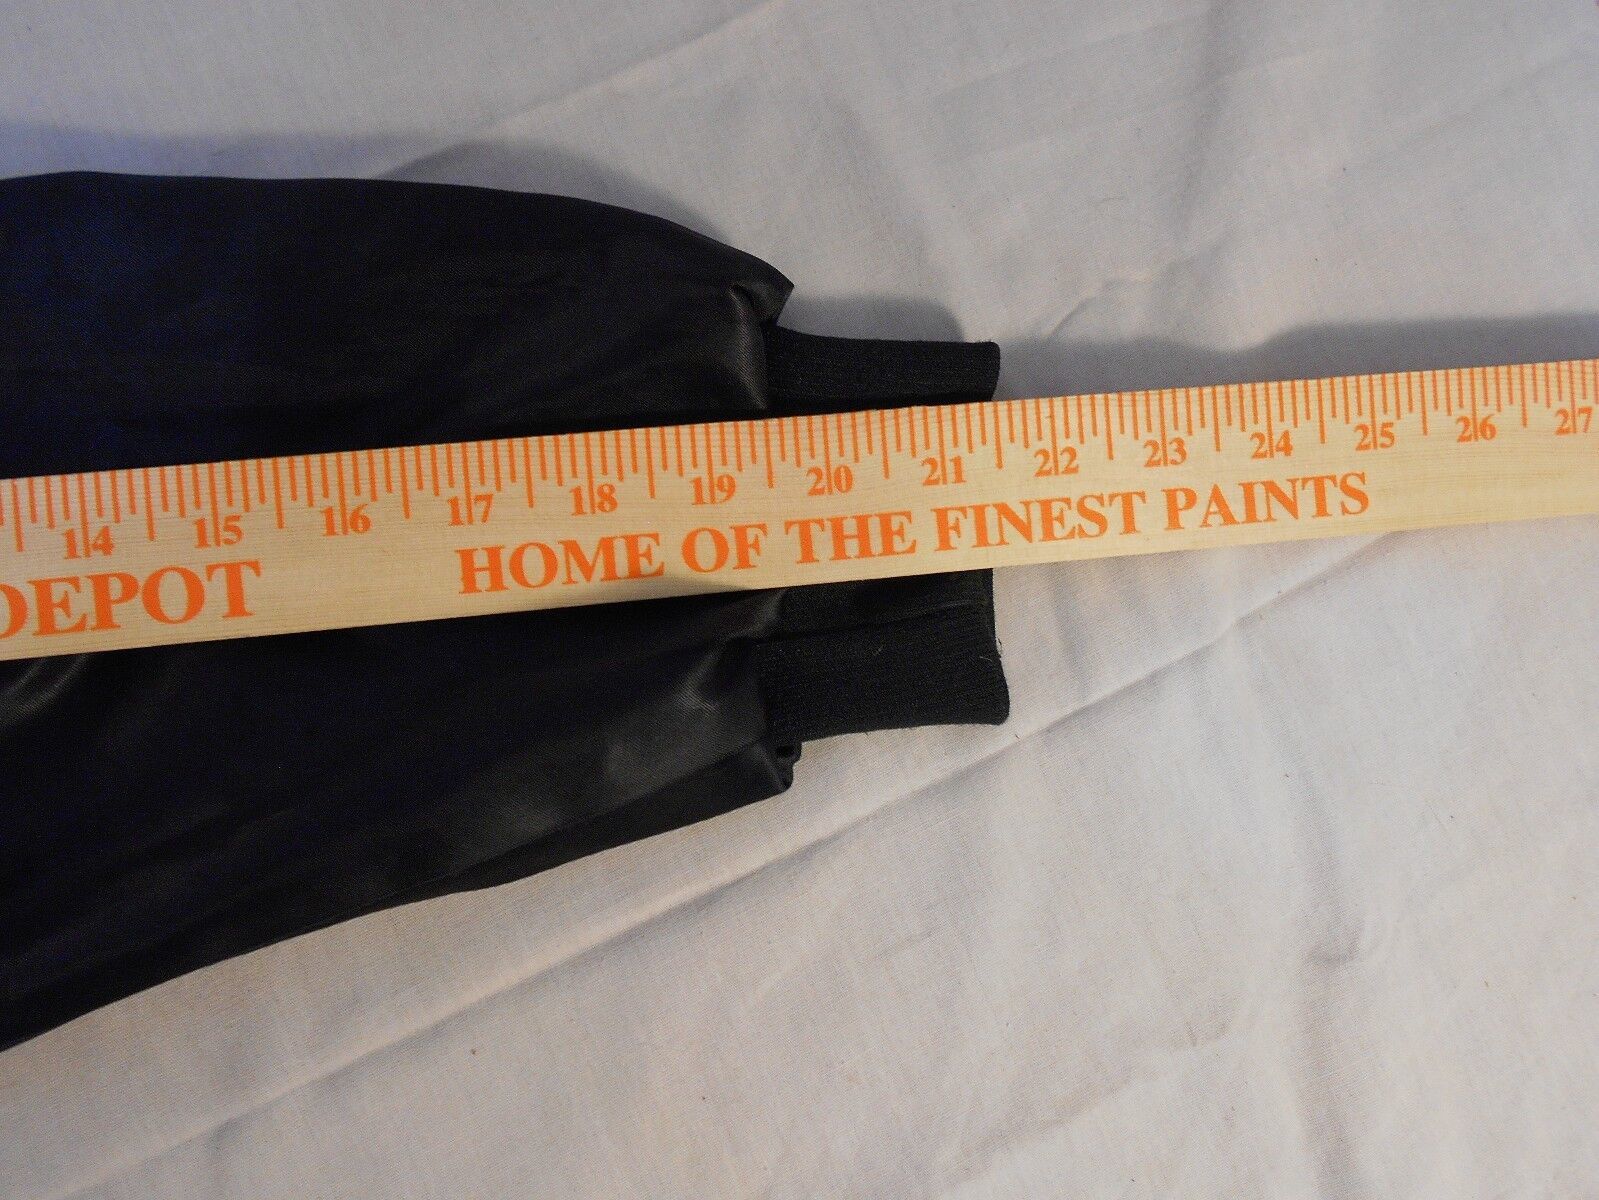 14 15 16 17 18 19 20 21 22 23 24 25 26 27
DEPOT HOME OF THE FINEST PAINTS